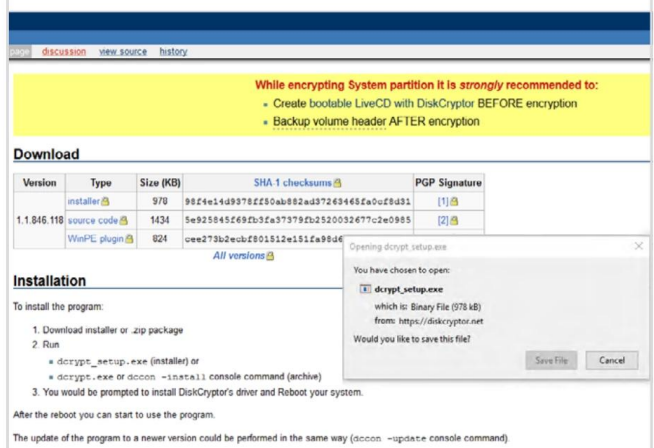 page discussion view source history
While encrypting System partition it is strongly recommended to:
Create bootable LiveCD with DiskCryptor BEFORE encryption
Backup volume header AFTER encryption
Download
Version Type Size (KB) SHA-1 checksums PGP Signature
installer 978 98f4e14d9378ff50ab882ad37263465fa0cf8d31 [1]
1.1.846.118 source code 1434 5e925845f69fb3fa37379fb2520032677c2e0985 [2]
WinPE plugin 824 cee273b2ecbf801512e151fa98d6
All versions
Opening dcrypt_setup.exe
You have chosen to open:
dcrypt_setup.exe
which is: Binary File (978 kB)
from: https://diskcryptor.net
Would you like to save this file?
Save File Cancel
Installation
To install the program:
1. Download installer or .zip package
2. Run
dcrypt_setup.exe (installer) or
dcrypt.exe or dccon -install console command (archive)
3. You would be prompted to install DiskCryptor's driver and Reboot your system.
After the reboot you can start to use the program.
The update of the program to a newer version could be performed in the same way (dccon -update console command)